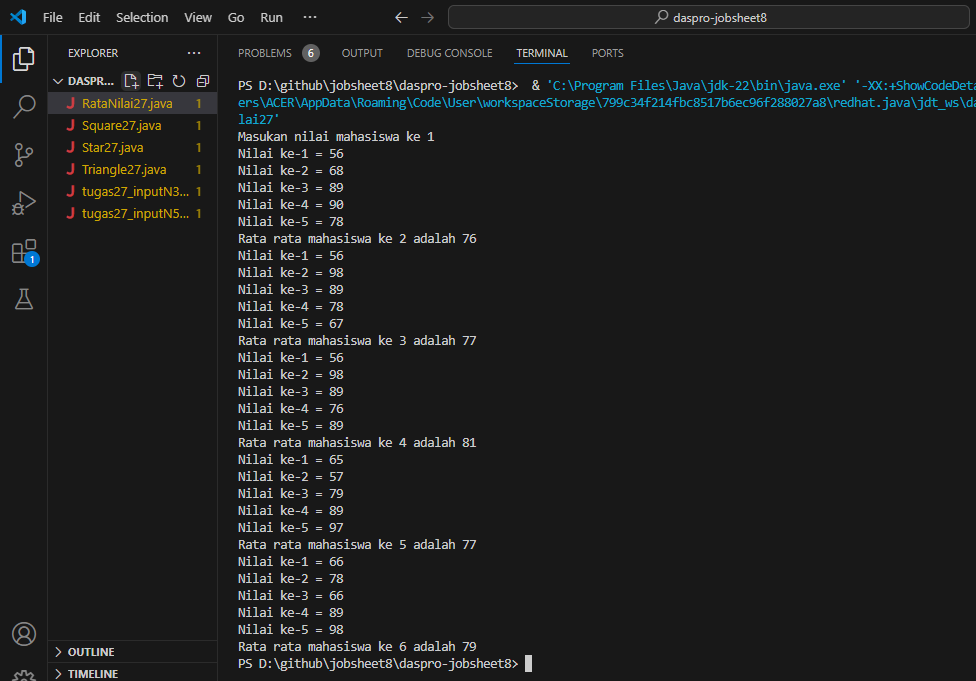 File Edit Selection View Go Run ··· ← → daspro-jobsheet8
EXPLORER ···
DASPR...
J RataNilai27.java 1
J Square27.java 1
J Star27.java 1
J Triangle27.java 1
J tugas27_inputN3... 1
J tugas27_inputN5... 1
1
OUTLINE
TIMELINE
PROBLEMS 6 OUTPUT DEBUG CONSOLE TERMINAL PORTS
PS D:\github\jobsheet8\daspro-jobsheet8> & 'C:\Program Files\Java\jdk-22\bin\java.exe' '-XX:+ShowCodeDeta
ers\ACER\AppData\Roaming\Code\User\workspaceStorage\799c34f214fbc8517b6ec96f288027a8\redhat.java\jdt_ws\da
lai27'
Masukan nilai mahasiswa ke 1
Nilai ke-1 = 56
Nilai ke-2 = 68
Nilai ke-3 = 89
Nilai ke-4 = 90
Nilai ke-5 = 78
Rata rata mahasiswa ke 2 adalah 76
Nilai ke-1 = 56
Nilai ke-2 = 98
Nilai ke-3 = 89
Nilai ke-4 = 78
Nilai ke-5 = 67
Rata rata mahasiswa ke 3 adalah 77
Nilai ke-1 = 56
Nilai ke-2 = 98
Nilai ke-3 = 89
Nilai ke-4 = 76
Nilai ke-5 = 89
Rata rata mahasiswa ke 4 adalah 81
Nilai ke-1 = 65
Nilai ke-2 = 57
Nilai ke-3 = 79
Nilai ke-4 = 89
Nilai ke-5 = 97
Rata rata mahasiswa ke 5 adalah 77
Nilai ke-1 = 66
Nilai ke-2 = 78
Nilai ke-3 = 66
Nilai ke-4 = 89
Nilai ke-5 = 98
Rata rata mahasiswa ke 6 adalah 79
PS D:\github\jobsheet8\daspro-jobsheet8>